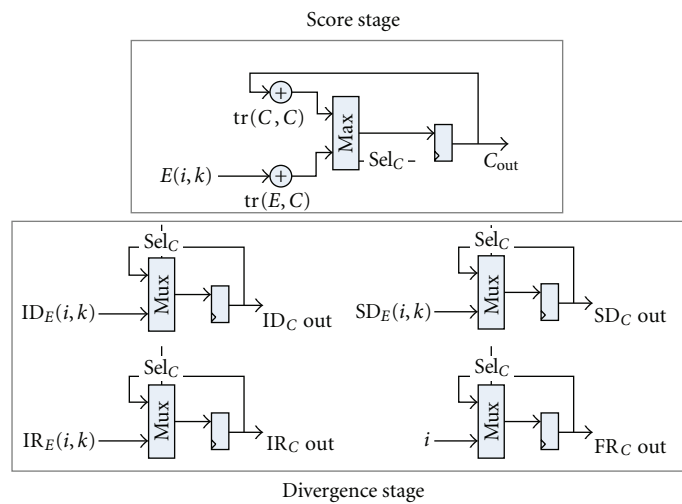 Score stage
+
tr(C, C)
Max
Sel_C
E(i, k)
+
tr(E, C)
C_out
Sel_C
Mux
ID_E(i, k)
ID_C out
Sel_C
Mux
SD_E(i, k)
SD_C out
Sel_C
Mux
IR_E(i, k)
IR_C out
Sel_C
Mux
i
FR_C out
Divergence stage